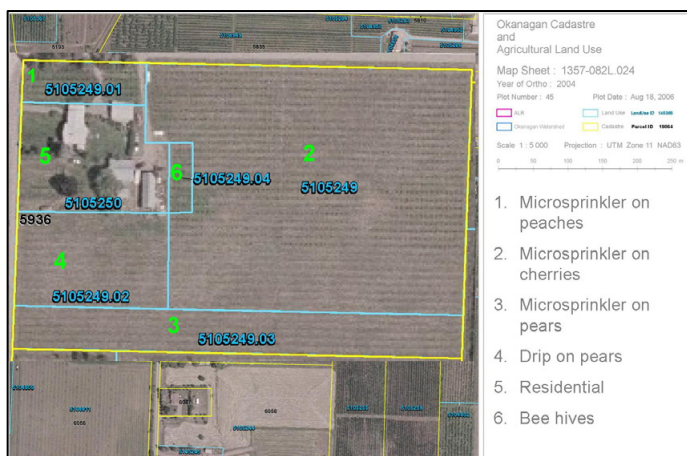 Okanagan Cadastre
and
Agricultural Land Use
Map Sheet : 1357-082L.024
Year of Ortho : 2004
Plot Number : 45 Plot Date : Aug 18, 2006
ALR
Land Use
Okanagan Watershed
Cadastre Parcel ID
Scale 1 : 5 000 Projection : UTM Zone 11 NAD83
0 50 100 150 200 250 m
1. Microsprinkler on
peaches
2. Microsprinkler on
cherries
3. Microsprinkler on
pears
4. Drip on pears
5. Residential
6. Bee hives
1
5105249.01
5
6
2
5105249.04
5105249
5105250
5936
4
5105249.02
3
5105249.03